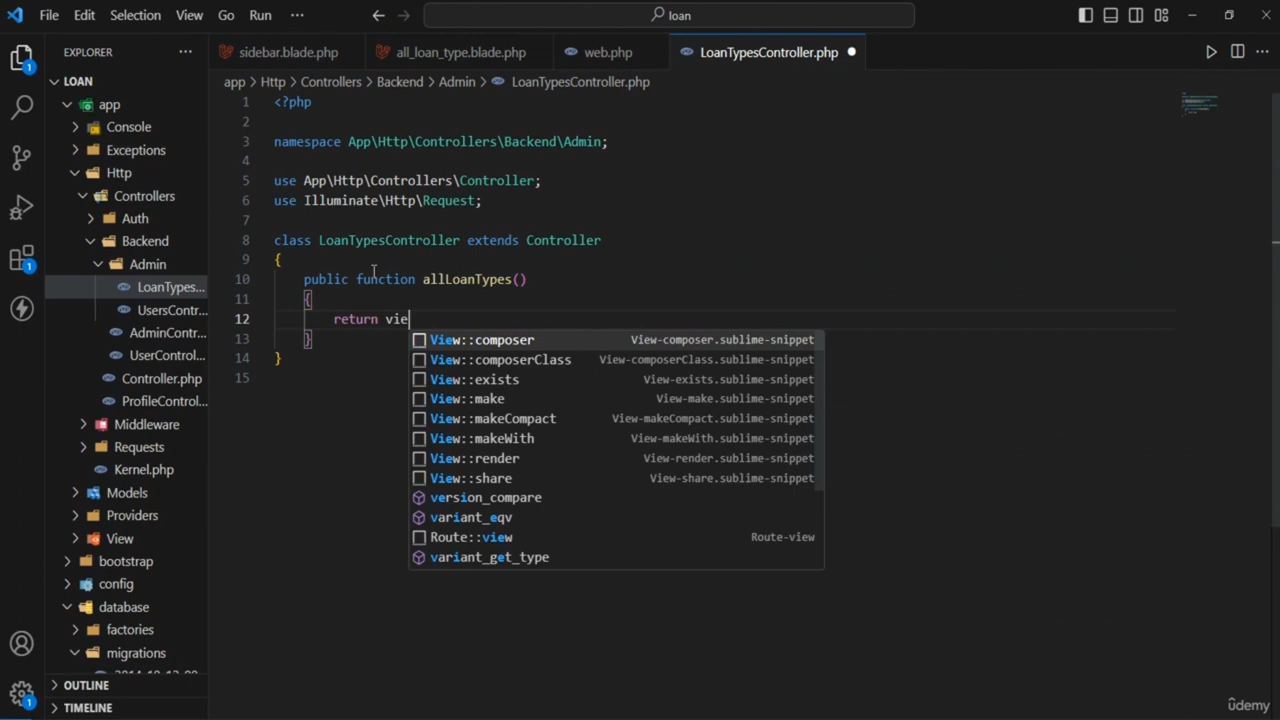 File Edit Selection View Go Run ··· loan
EXPLORER ···
sidebar.blade.php all_loan_type.blade.php web.php LoanTypesController.php
LOAN
app > Http > Controllers > Backend > Admin > LoanTypesController.php
app
Console
Exceptions
Http
Controllers
Auth
Backend
Admin
LoanTypes...
UsersContr...
AdminContr...
UserControl...
Controller.php
ProfileControl...
Middleware
Requests
Kernel.php
Models
Providers
View
bootstrap
config
database
factories
migrations
OUTLINE
TIMELINE
1
1
1
1 <?php
2
3 namespace App\Http\Controllers\Backend\Admin;
4
5 use App\Http\Controllers\Controller;
6 use Illuminate\Http\Request;
7
8 class LoanTypesController extends Controller
9 {
10 public function allLoanTypes()
11 {
12 return vie
13 }
14 }
15
View::composer View-composer.sublime-snippet
View::composerClass View-composerClass.sublime-snippet
View::exists View-exists.sublime-snippet
View::make View-make.sublime-snippet
View::makeCompact View-makeCompact.sublime-snippet
View::makeWith View-makeWith.sublime-snippet
View::render View-render.sublime-snippet
View::share View-share.sublime-snippet
version_compare
variant_eqv
Route::view Route-view
variant_get_type
ûdemy